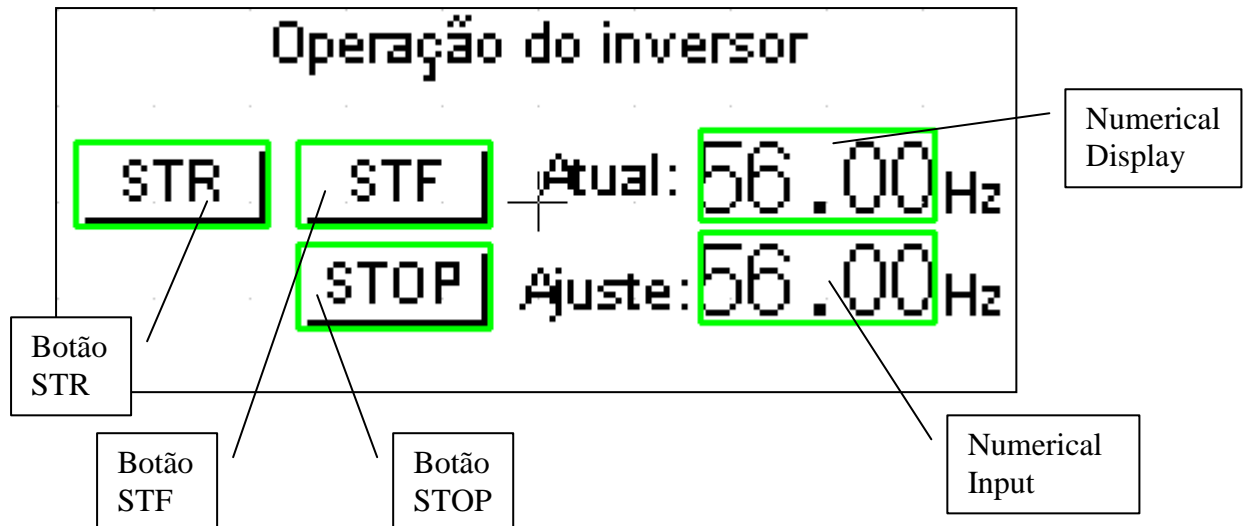 Operação do inversor
STR STF Atual: 56.00 Hz
STOP Ajuste: 56.00 Hz
Numerical
Display
Botão
STR
Botão
STF
Botão
STOP
Numerical
Input